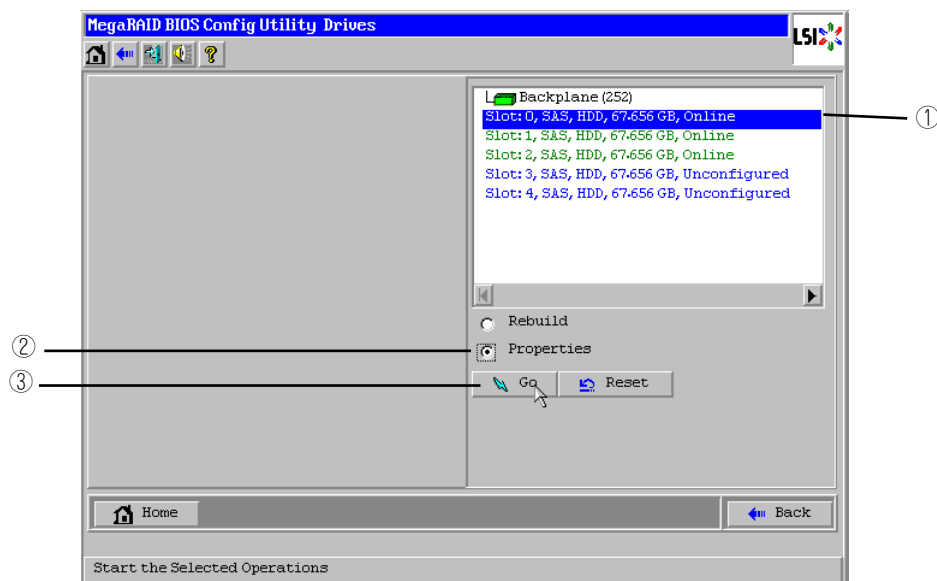 MegaRAID BIOS Config Utility Drives
LSI
Backplane (252)
Slot: 0, SAS, HDD, 67.656 GB, Online
①
Slot: 1, SAS, HDD, 67.656 GB, Online
Slot: 2, SAS, HDD, 67.656 GB, Online
Slot: 3, SAS, HDD, 67.656 GB, Unconfigured
Slot: 4, SAS, HDD, 67.656 GB, Unconfigured
Rebuild
② Properties
③ Go Reset
Home Back
Start the Selected Operations